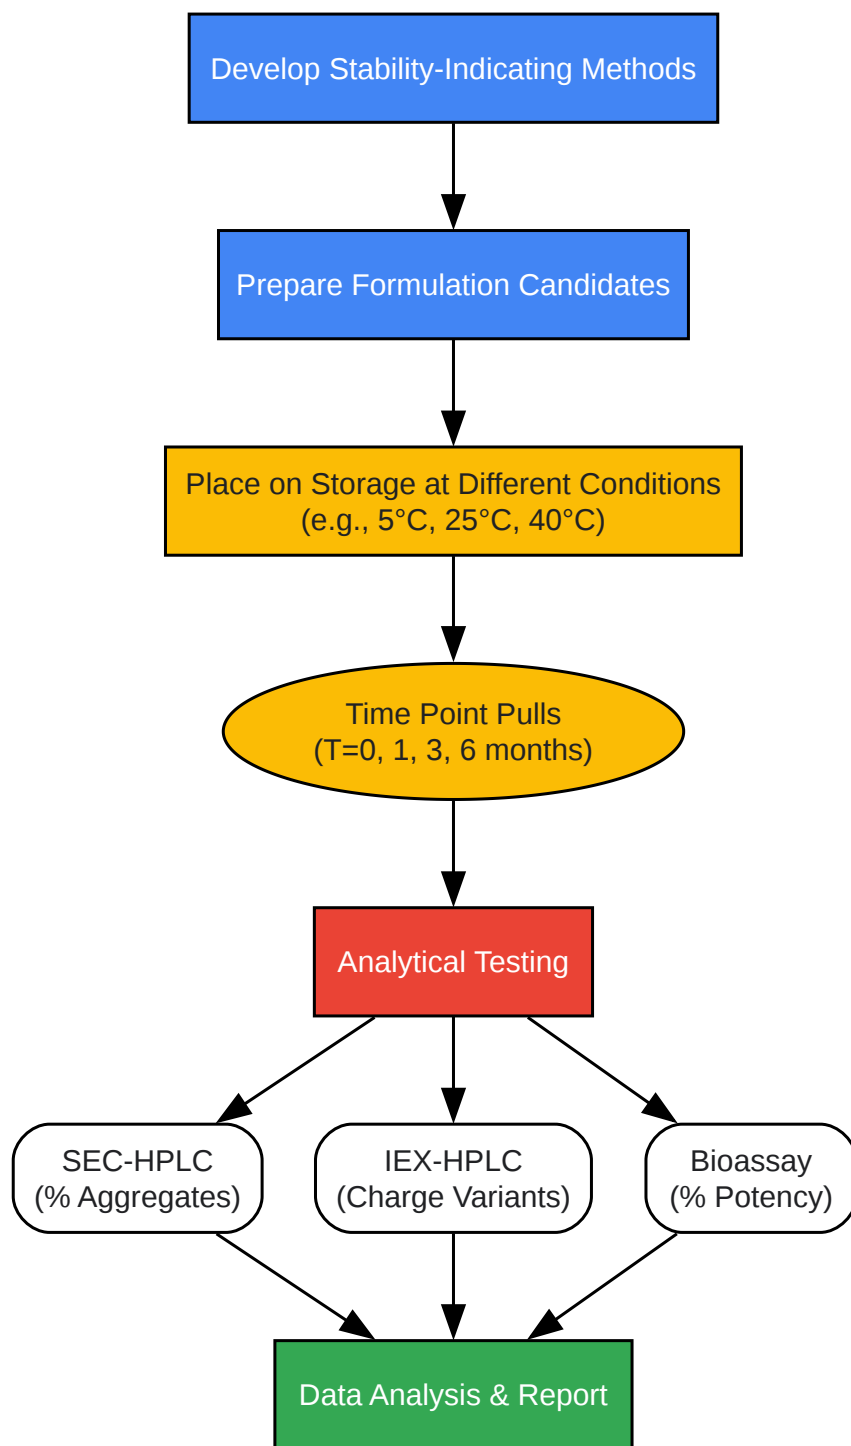 Develop Stability-Indicating Methods
Prepare Formulation Candidates
Place on Storage at Different Conditions
(e.g., 5°C, 25°C, 40°C)
Time Point Pulls
(T=0, 1, 3, 6 months)
Analytical Testing
SEC-HPLC
(% Aggregates)
IEX-HPLC
(Charge Variants)
Bioassay
(% Potency)
Data Analysis & Report